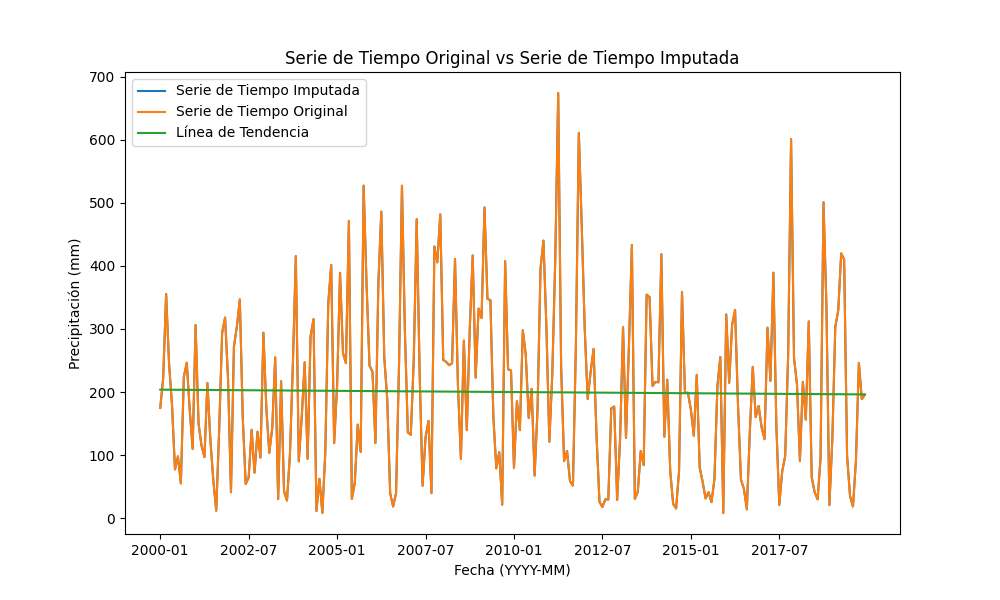 Serie de Tiempo Original vs Serie de Tiempo Imputada
Serie de Tiempo Imputada
Serie de Tiempo Original
Línea de Tendencia
Precipitación (mm)
700
600
500
400
300
200
100
0
2000-01 2002-07 2005-01 2007-07 2010-01 2012-07 2015-01 2017-07
Fecha (YYYY-MM)